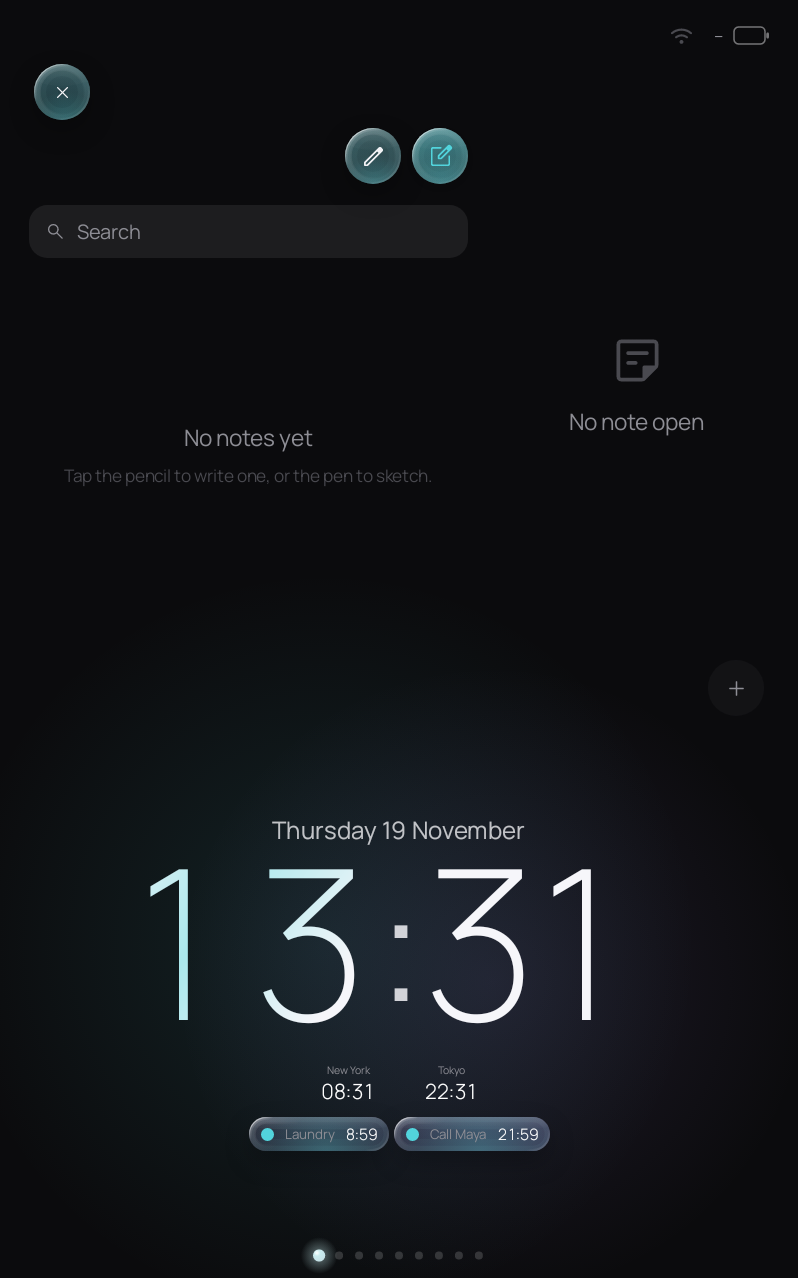 –
Search
No note open
No notes yet
Tap the pencil to write one, or the pen to sketch.
Thursday 19 November
13:31
New York
Tokyo
08:31
22:31
Laundry 8:59
Call Maya 21:59